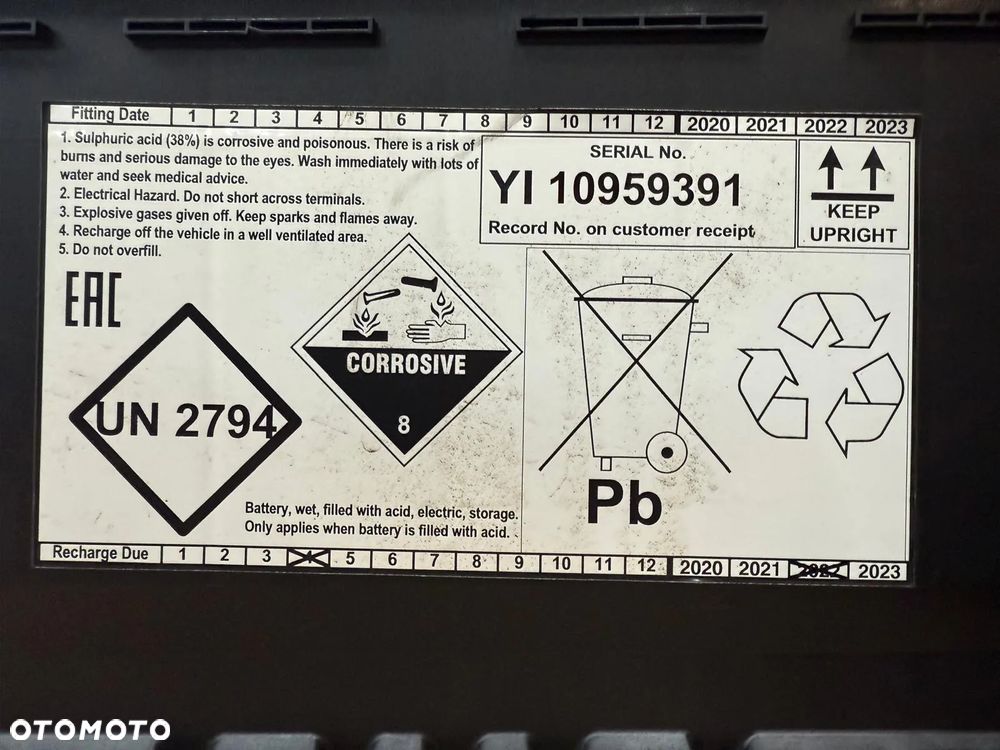 Fitting Date 1 2 3 4 5 6 7 8 9 10 11 12 2020 2021 2022 2023
1. Sulphuric acid (38%) is corrosive and poisonous. There is a risk of
burns and serious damage to the eyes. Wash immediately with lots of
water and seek medical advice.
2. Electrical Hazard. Do not short across terminals.
3. Explosive gases given off. Keep sparks and flames away.
4. Recharge off the vehicle in a well ventilated area.
5. Do not overfill.
SERIAL No.
YI 10959391
Record No. on customer receipt
KEEP
UPRIGHT
EAC
CORROSIVE
8
UN 2794
Pb
Battery, wet, filled with acid, electric, storage.
Only applies when battery is filled with acid.
Recharge Due 1 2 3 4 5 6 7 8 9 10 11 12 2020 2021 2022 2023
OTOMOTO